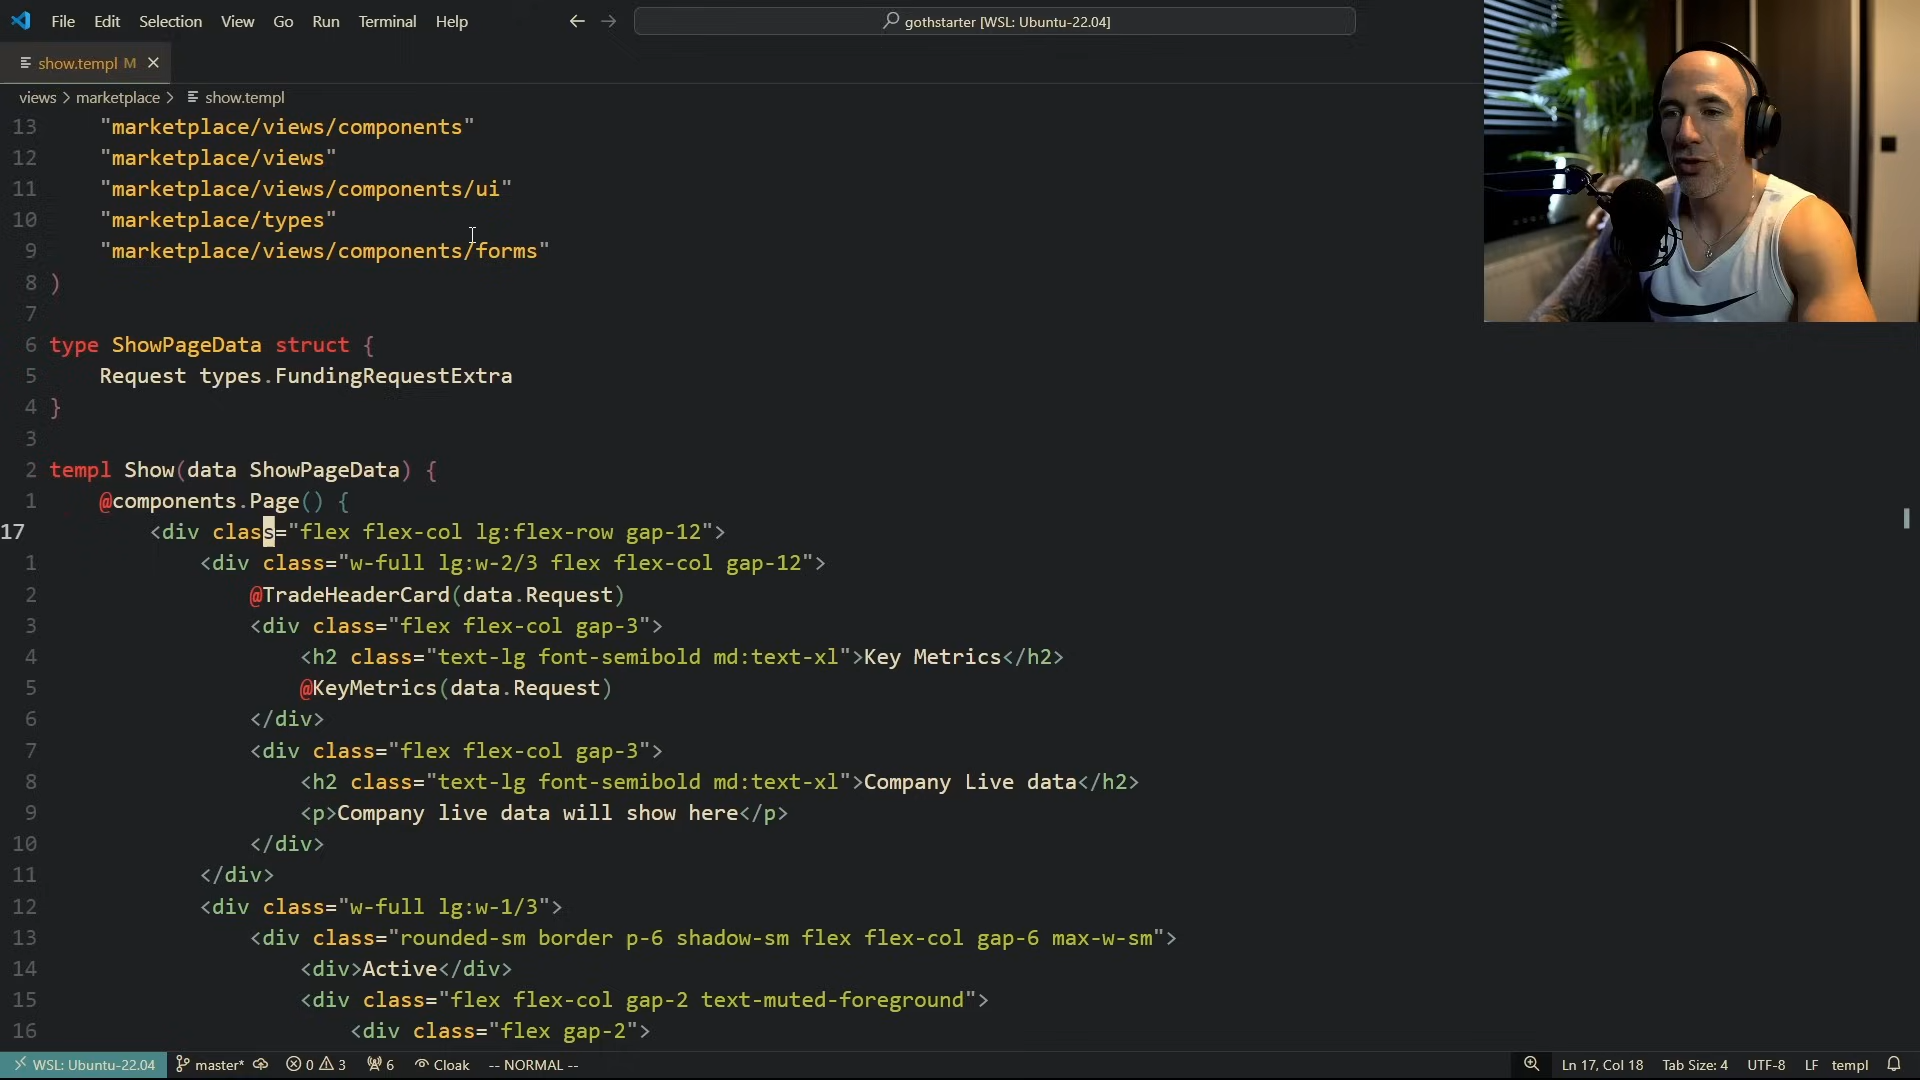 File Edit Selection View Go Run Terminal Help
gothstarter [WSL: Ubuntu-22.04]
show.templ M
views > marketplace > show.templ
13 "marketplace/views/components"
12 "marketplace/views"
11 "marketplace/views/components/ui"
10 "marketplace/types"
9 "marketplace/views/components/forms"
8 )
7
6 type ShowPageData struct {
5 Request types.FundingRequestExtra
4 }
3
2 templ Show(data ShowPageData) {
1 @components.Page() {
17 <div class="flex flex-col lg:flex-row gap-12">
1 <div class="w-full lg:w-2/3 flex flex-col gap-12">
2 @TradeHeaderCard(data.Request)
3 <div class="flex flex-col gap-3">
4 <h2 class="text-lg font-semibold md:text-xl">Key Metrics</h2>
5 @KeyMetrics(data.Request)
6 </div>
7 <div class="flex flex-col gap-3">
8 <h2 class="text-lg font-semibold md:text-xl">Company Live data</h2>
9 <p>Company live data will show here</p>
10 </div>
11 </div>
12 <div class="w-full lg:w-1/3">
13 <div class="rounded-sm border p-6 shadow-sm flex flex-col gap-6 max-w-sm">
14 <div>Active</div>
15 <div class="flex flex-col gap-2 text-muted-foreground">
16 <div class="flex gap-2">
WSL: Ubuntu-22.04 master* 0 3 6 Cloak -- NORMAL -- Ln 17, Col 18 Tab Size: 4 UTF-8 LF templ